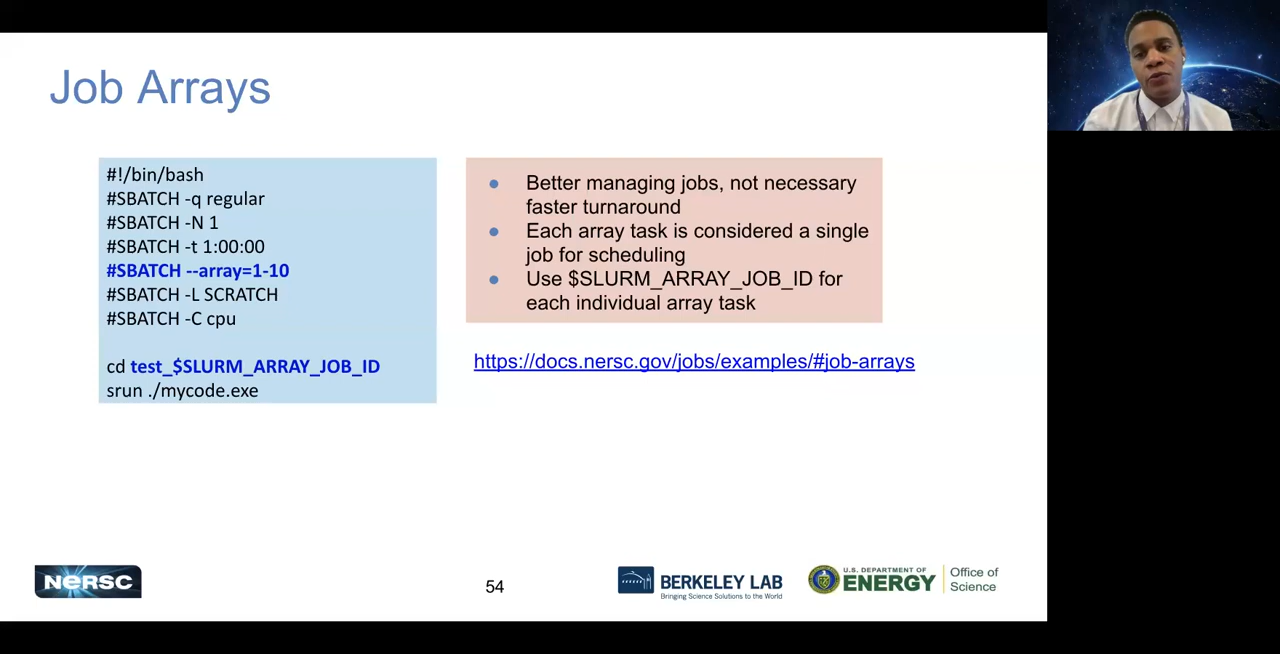 Job Arrays
#!/bin/bash
#SBATCH -q regular
#SBATCH -N 1
#SBATCH -t 1:00:00
#SBATCH --array=1-10
#SBATCH -L SCRATCH
#SBATCH -C cpu
cd test_$SLURM_ARRAY_JOB_ID
srun ./mycode.exe
● Better managing jobs, not necessary
faster turnaround
● Each array task is considered a single
job for scheduling
● Use $SLURM_ARRAY_JOB_ID for
each individual array task
https://docs.nersc.gov/jobs/examples/#job-arrays
NERSC
54
BERKELEY LAB
Bringing Science Solutions to the World
U.S. DEPARTMENT OF
ENERGY
Office of
Science